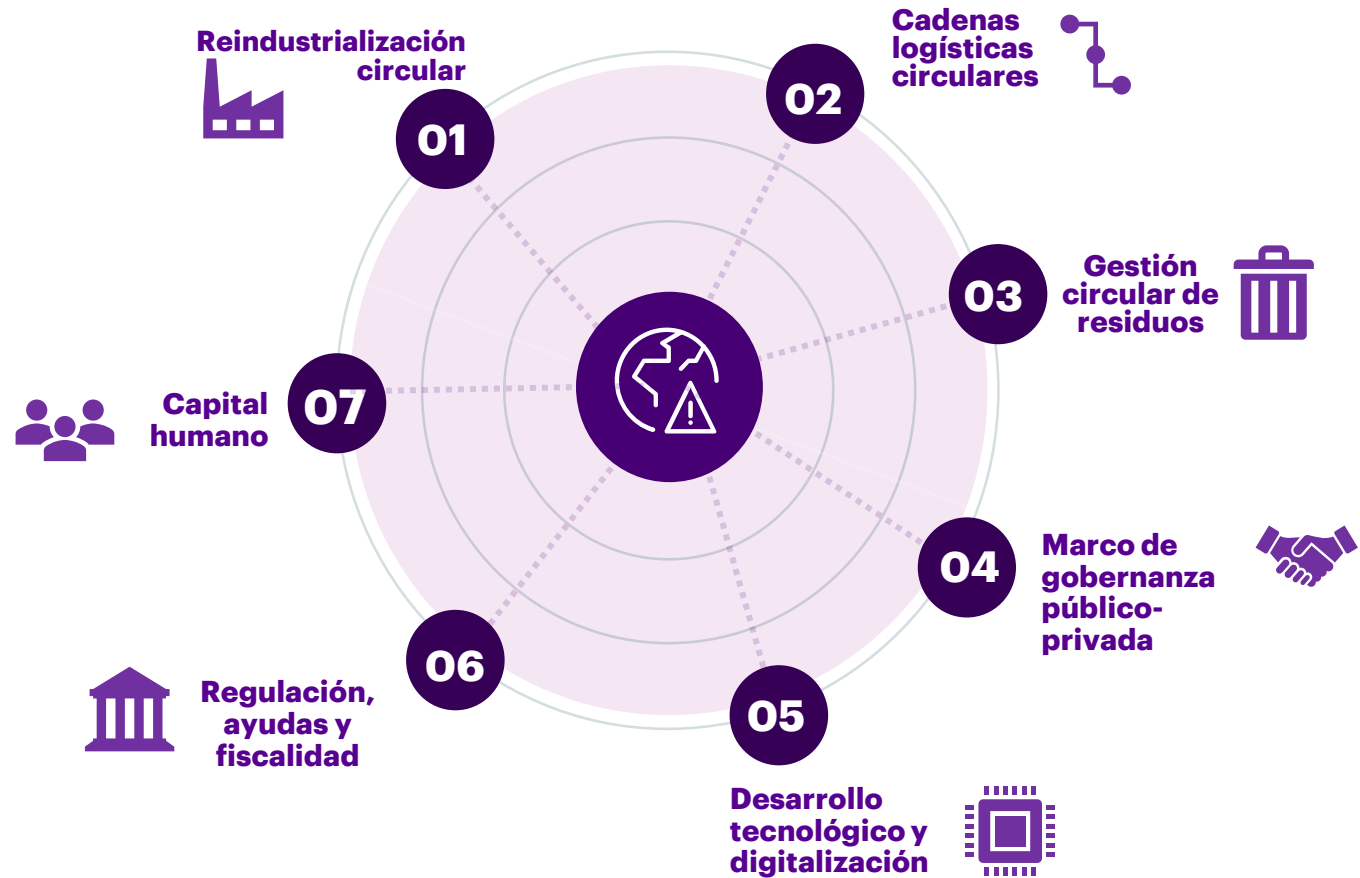 01
Reindustrialización
circular
02
Cadenas
logísticas
circulares
03
Gestión
circular de
residuos
04
Marco de
gobernanza
público-
privada
05
Desarrollo
tecnológico y
digitalización
06
Regulación,
ayudas y
fiscalidad
07
Capital
humano